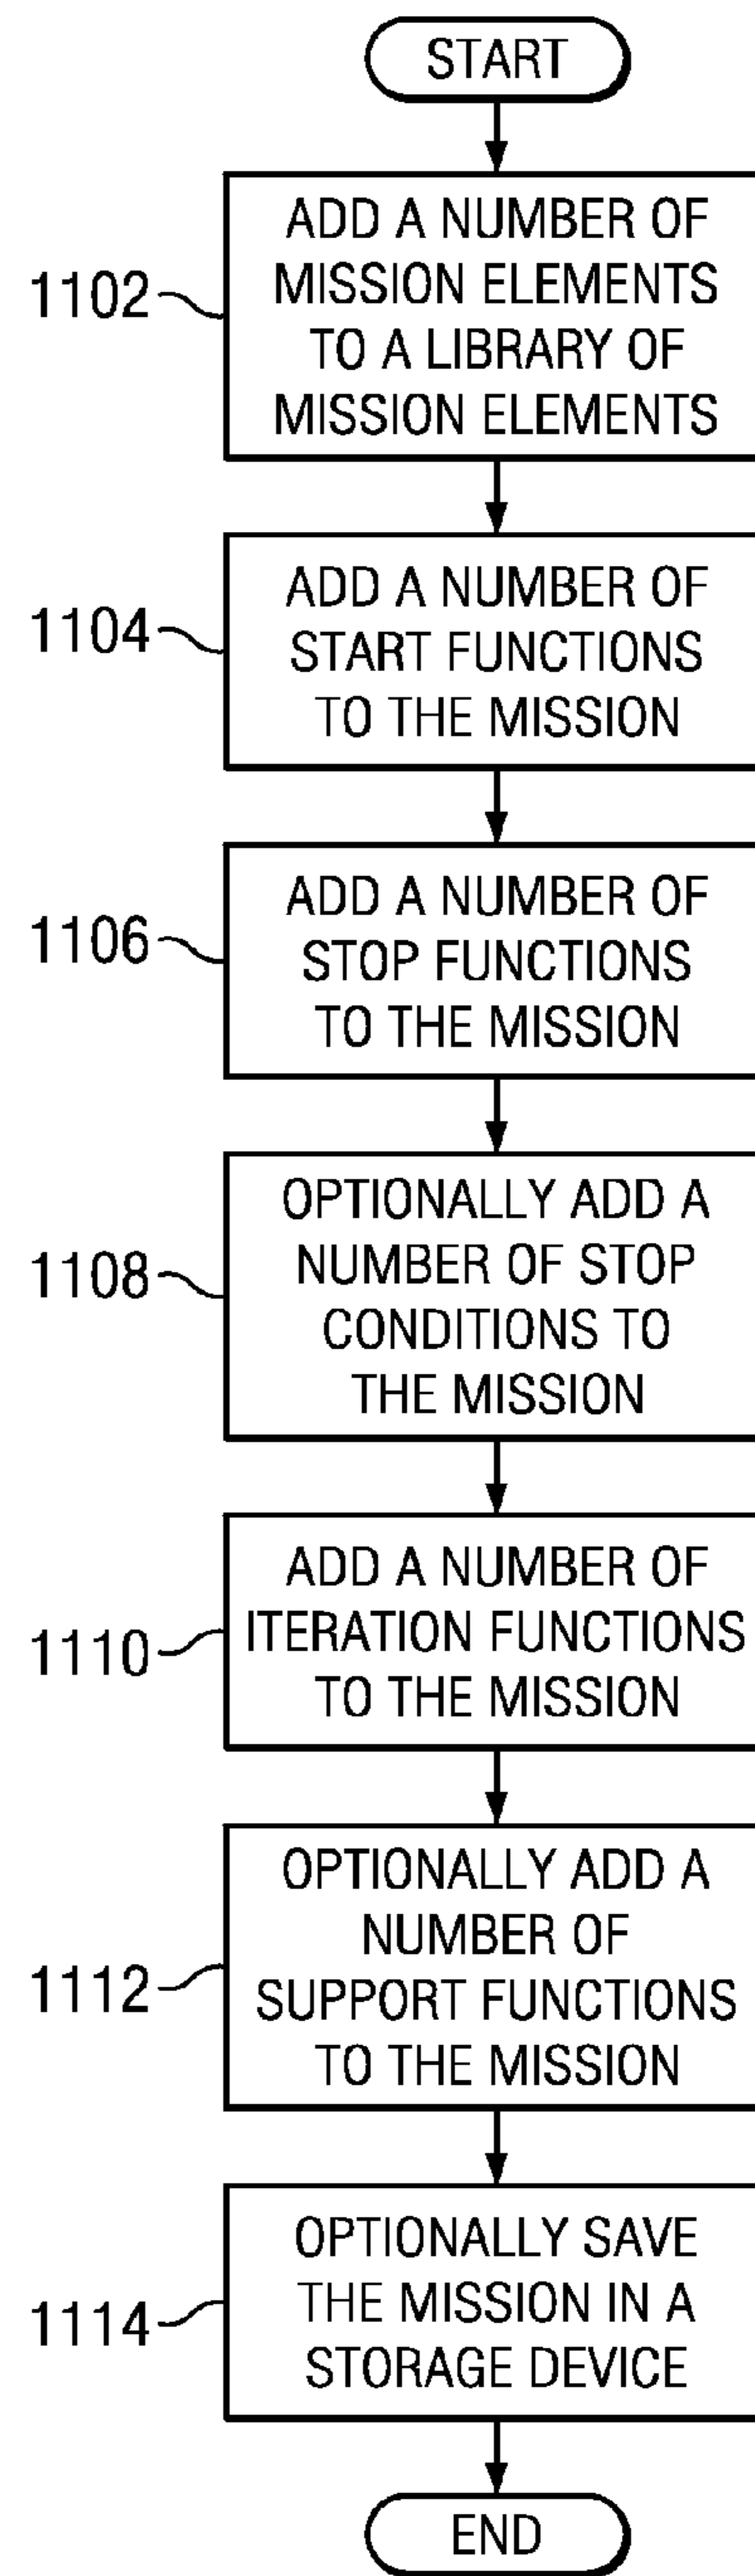 START
1102
ADD A NUMBER OF
MISSION ELEMENTS
TO A LIBRARY OF
MISSION ELEMENTS
1104
ADD A NUMBER OF
START FUNCTIONS
TO THE MISSION
1106
ADD A NUMBER OF
STOP FUNCTIONS
TO THE MISSION
1108
OPTIONALLY ADD A
NUMBER OF STOP
CONDITIONS TO
THE MISSION
1110
ADD A NUMBER OF
ITERATION FUNCTIONS
TO THE MISSION
1112
OPTIONALLY ADD A
NUMBER OF
SUPPORT FUNCTIONS
TO THE MISSION
1114
OPTIONALLY SAVE
THE MISSION IN A
STORAGE DEVICE
END